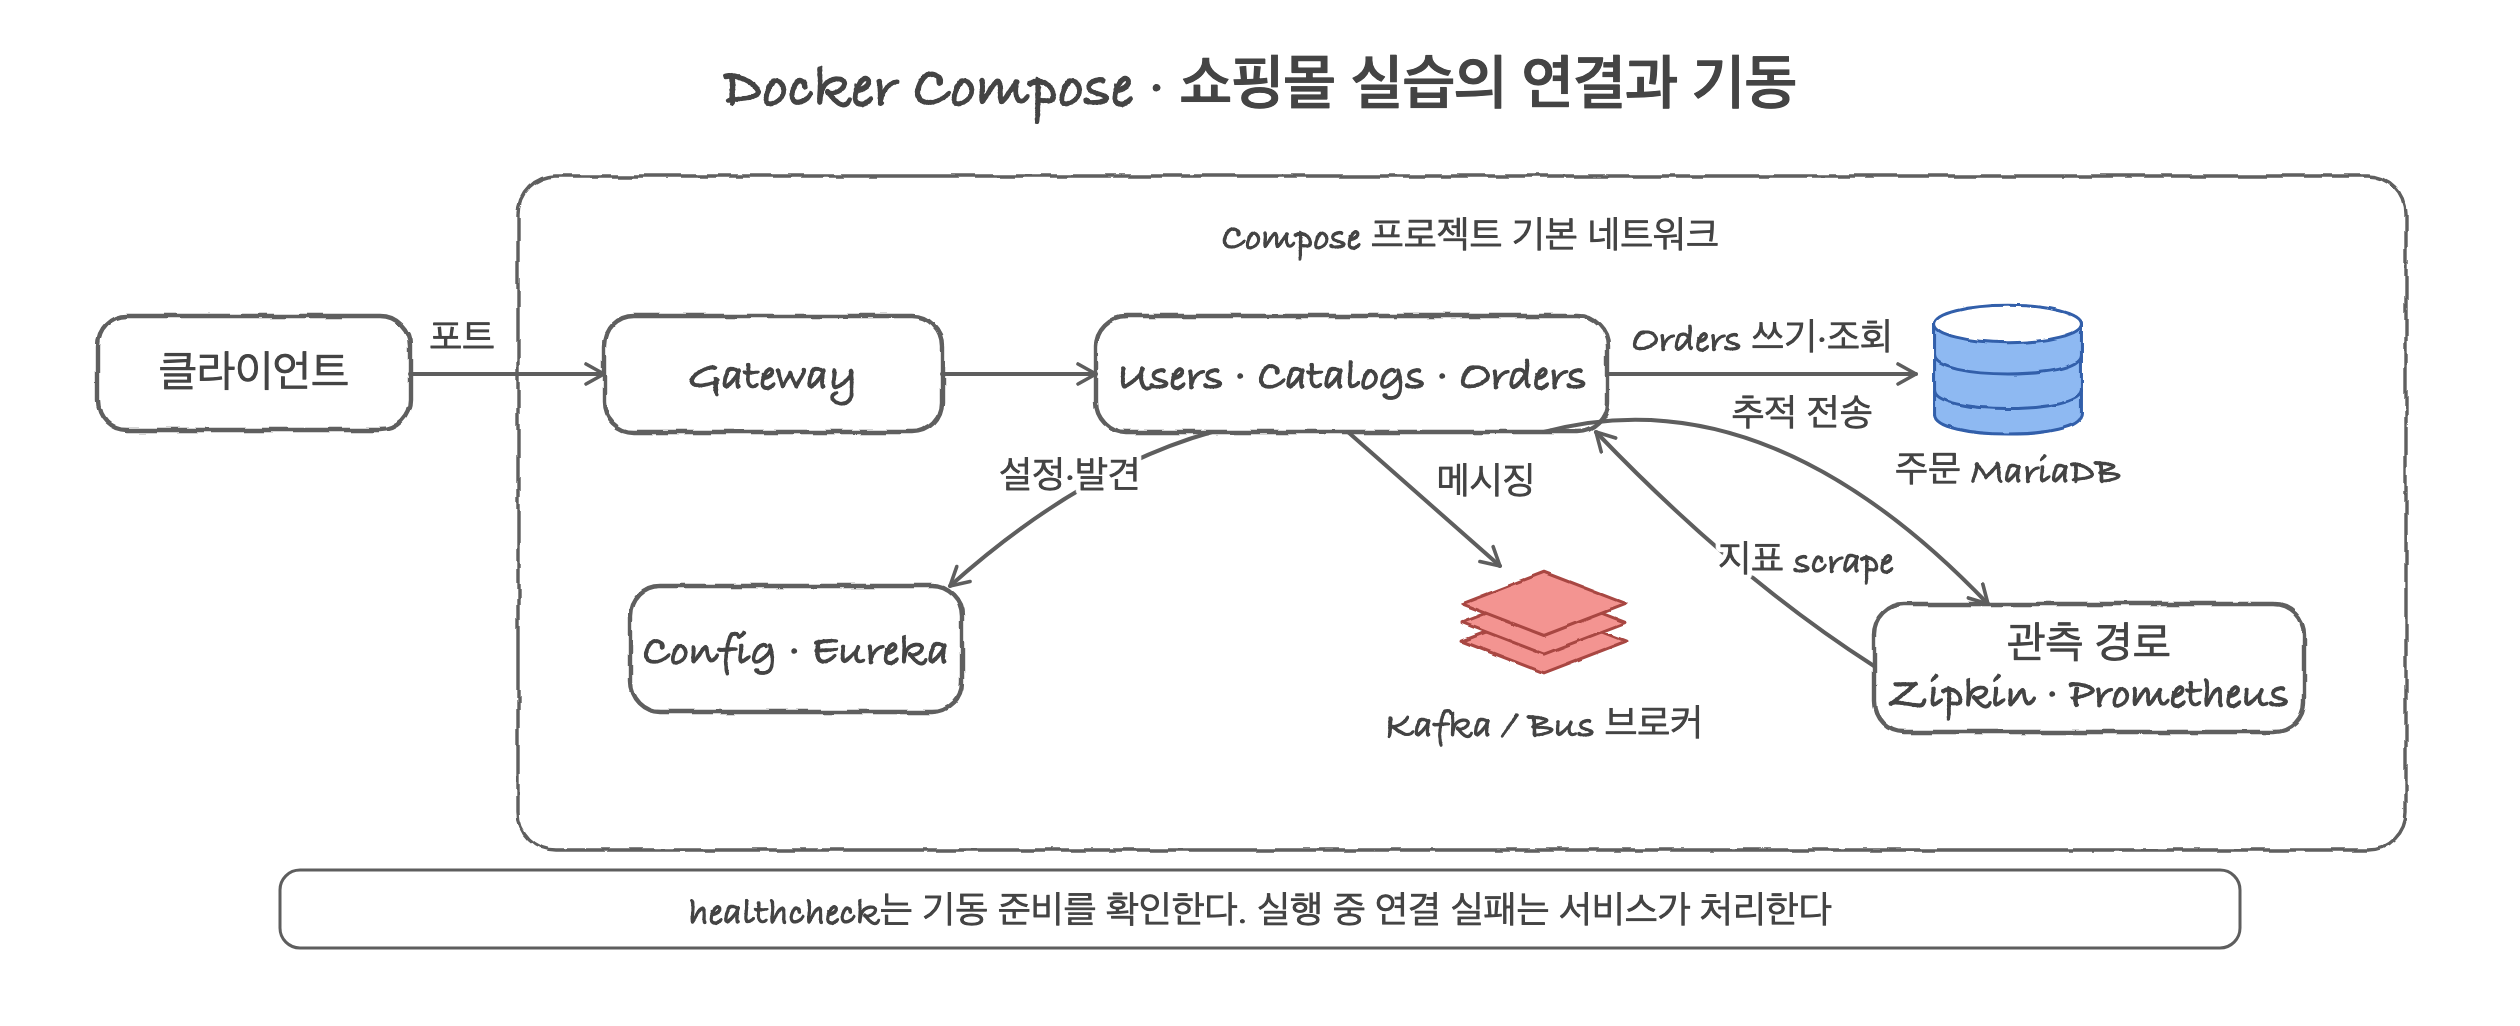 Docker Compose · 쇼핑몰 실습의 연결과 기동
Compose 프로젝트 기본 네트워크
클라이언트
포트
Gateway
Users · Catalogs · Orders
Orders 쓰기·조회
추적 전송
주문 MariaDB
설정·발견
메시징
지표 scrape
Config · Eureka
Kafka / Bus 브로커
관측 경로
Zipkin · Prometheus
healthcheck는 기동 준비를 확인한다. 실행 중 연결 실패는 서비스가 처리한다